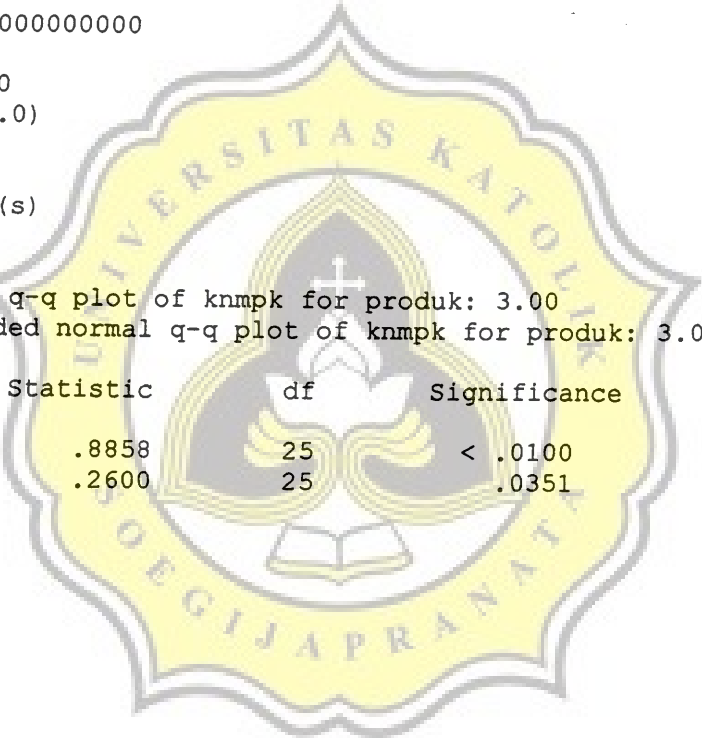 000000000
0
.0)
(s)
q-q plot of knmpk for produk: 3.00
ded normal q-q plot of knmpk for produk: 3.0
Statistic df Significance
.8858 25 < .0100
.2600 25 .0351
UNIVERSITAS KATOLIK
SOEGIJAPRANATA